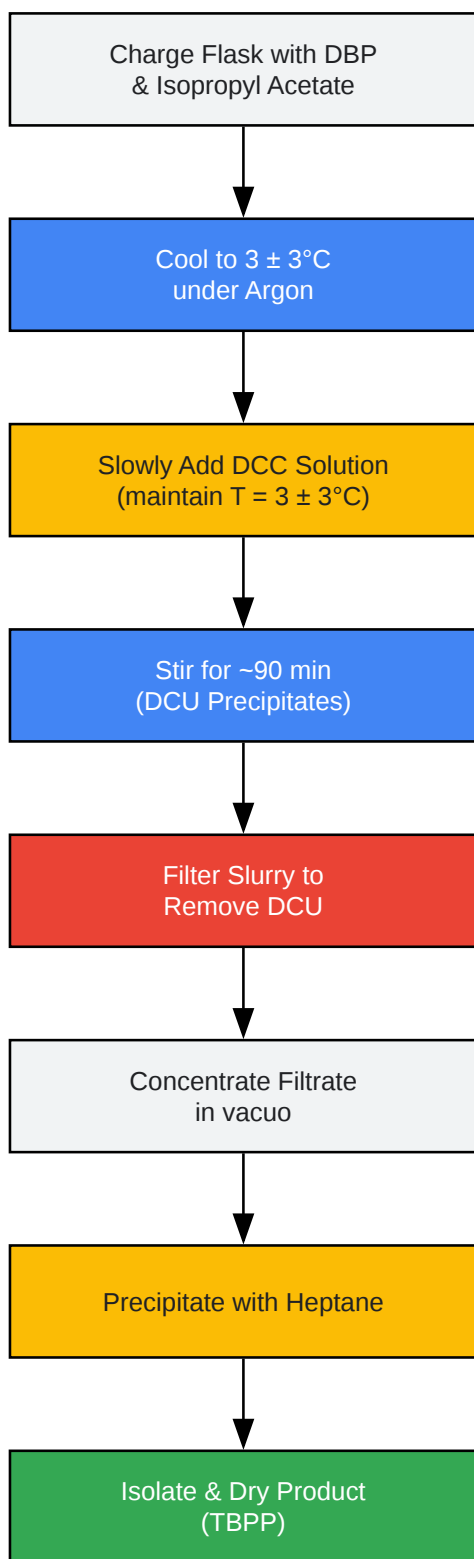 Charge Flask with DBP
& Isopropyl Acetate
Cool to 3 ± 3°C
under Argon
Slowly Add DCC Solution
(maintain T = 3 ± 3°C)
Stir for ~90 min
(DCU Precipitates)
Filter Slurry to
Remove DCU
Concentrate Filtrate
in vacuo
Precipitate with Heptane
Isolate & Dry Product
(TBPP)